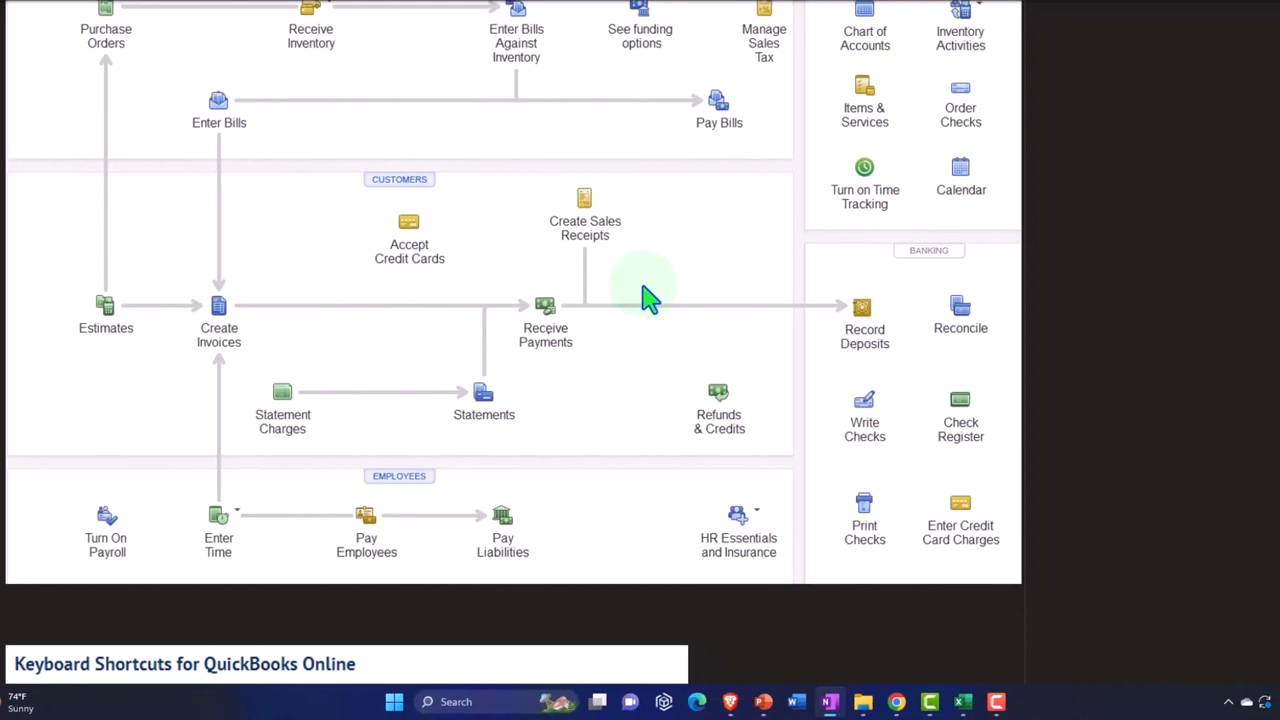 Purchase
Orders
Receive
Inventory
Enter Bills
Against
Inventory
See funding
options
Manage
Sales
Tax
Chart of
Accounts
Inventory
Activities
Enter Bills
Pay Bills
Items &
Services
Order
Checks
Turn on Time
Tracking
Calendar
CUSTOMERS
Create Sales
Receipts
Accept
Credit Cards
Estimates
Create
Invoices
Receive
Payments
Statement
Charges
Statements
Refunds
& Credits
BANKING
Record
Deposits
Reconcile
Write
Checks
Check
Register
Print
Checks
Enter Credit
Card Charges
EMPLOYEES
Turn On
Payroll
Enter
Time
Pay
Employees
Pay
Liabilities
HR Essentials
and Insurance
Keyboard Shortcuts for QuickBooks Online
74°F
Sunny
Search